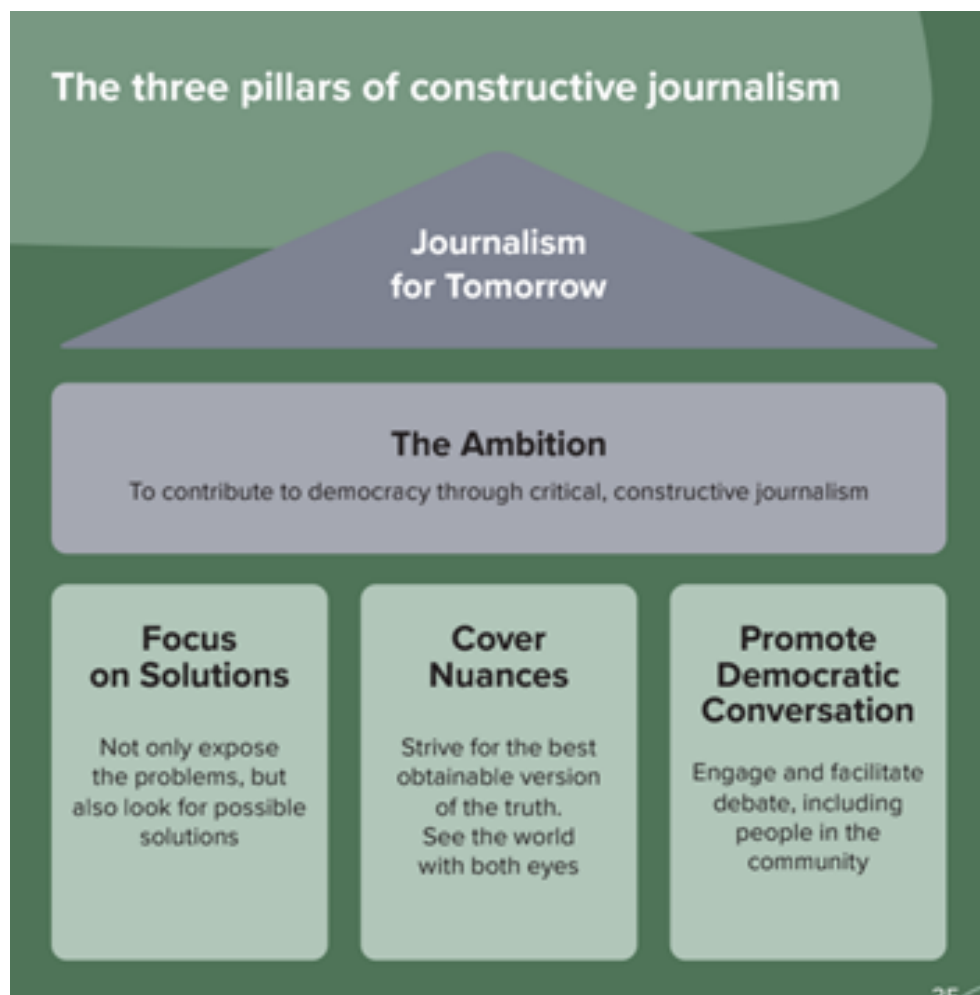 The three pillars of constructive journalism
Journalism
for Tomorrow
The Ambition
To contribute to democracy through critical, constructive journalism
Focus
on Solutions
Not only expose
the problems, but
also look for possible
solutions
Cover
Nuances
Strive for the best
obtainable version
of the truth.
See the world
with both eyes
Promote
Democratic
Conversation
Engage and facilitate
debate, including
people in the
community